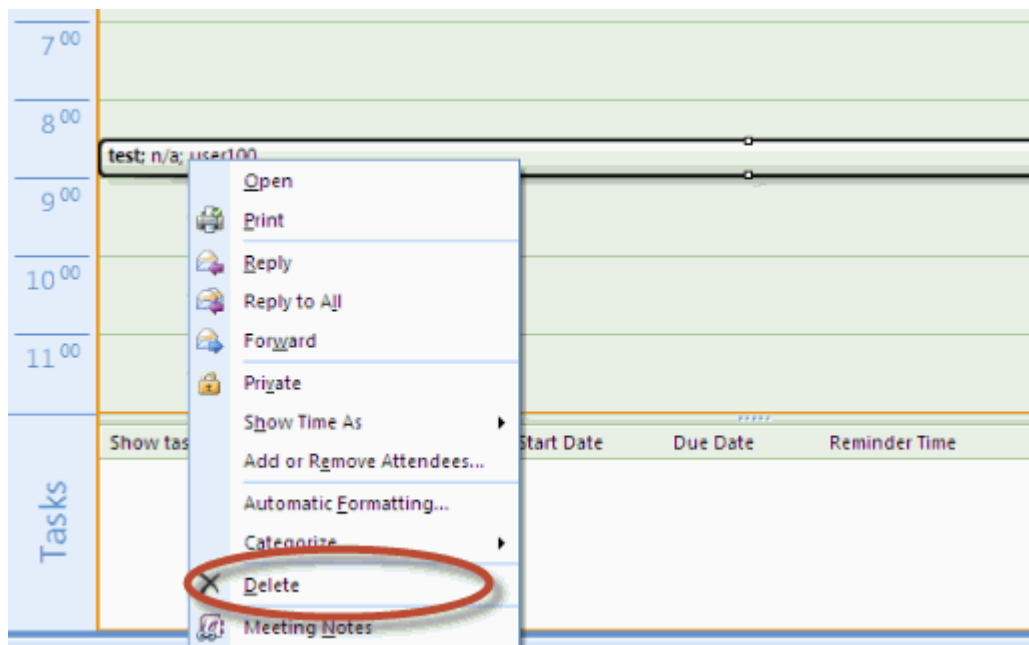 7 00
8 00
test; n/a; user100
9 00
10 00
11 00
Open
Print
Reply
Reply to All
Forward
Private
Show Time As
Add or Remove Attendees...
Automatic Formatting...
Categorize
Delete
Meeting Notes
Tasks
Show tas
Start Date
Due Date
Reminder Time